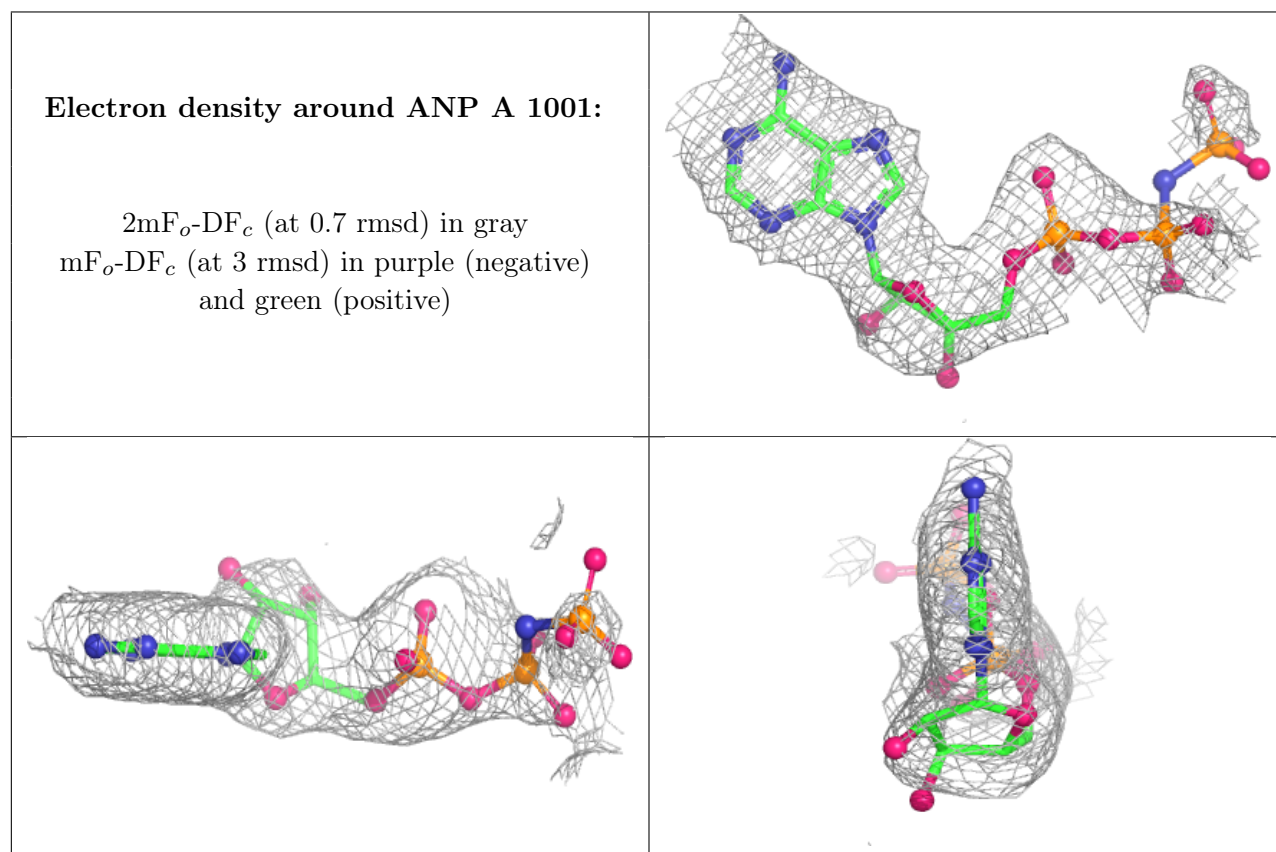 Electron density around ANP A 1001:
2mFo-DFc (at 0.7 rmsd) in gray
mFo-DFc (at 3 rmsd) in purple (negative)
and green (positive)